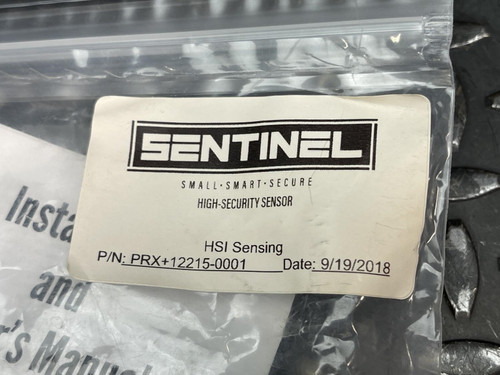 SENTINEL
SMALL·SMART·SECURE
HIGH-SECURITY SENSOR
HSI Sensing
P/N: PRX+12215-0001 Date: 9/19/2018
Insta
and
r's Manual